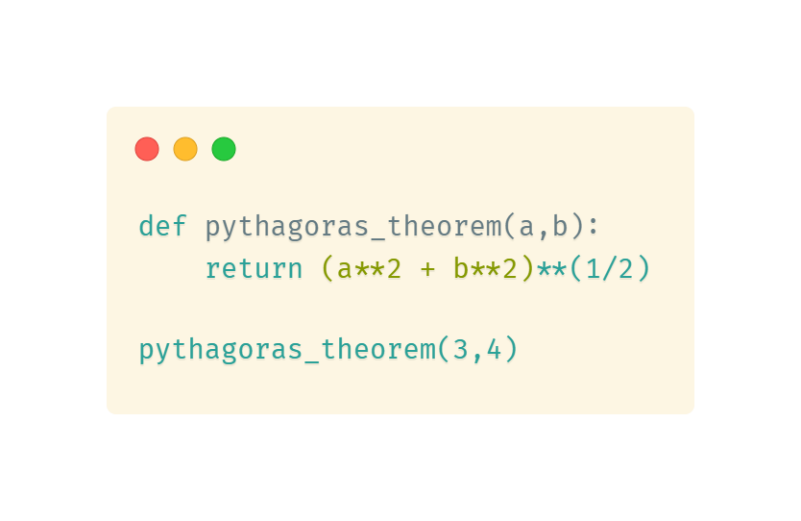 def pythagoras_theorem(a,b):
    return (a**2 + b**2)**(1/2)
pythagoras_theorem(3,4)